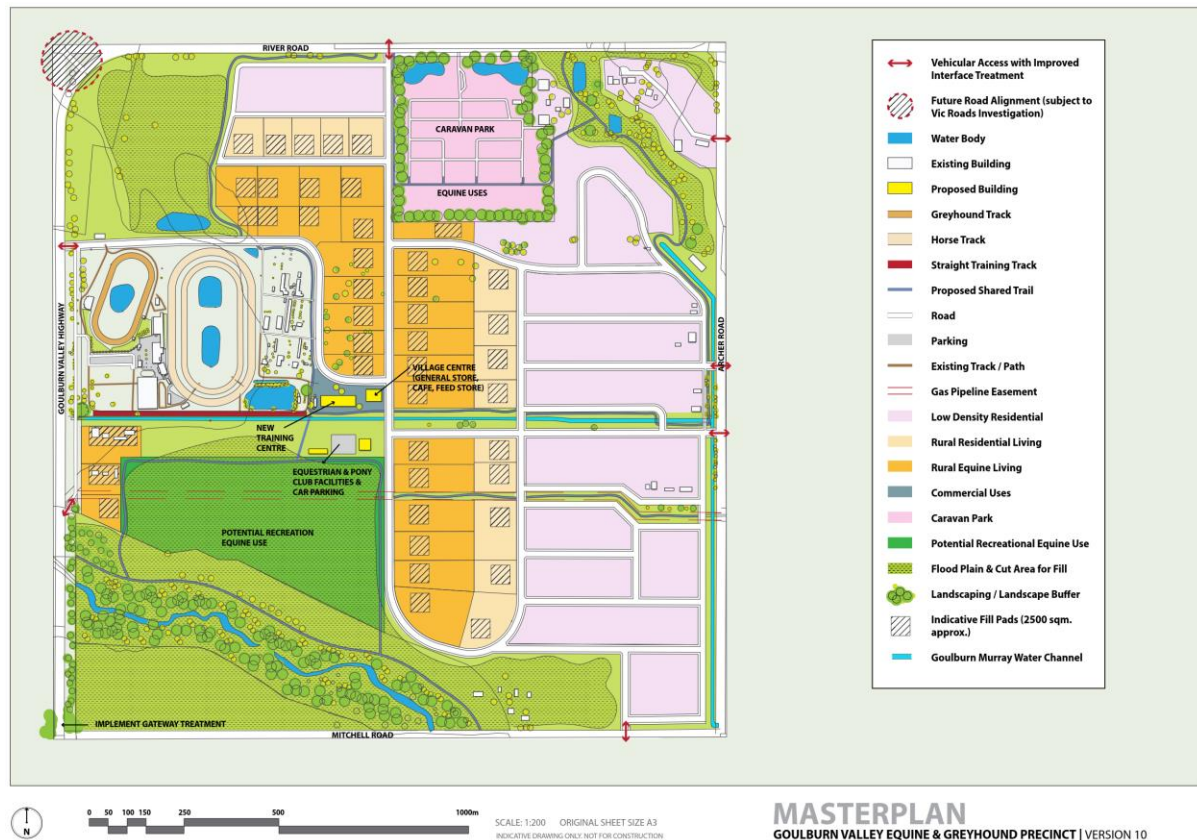 RIVER ROAD
CARAVAN PARK
EQUINE USES
GOULBURN VALLEY HIGHWAY
ARCHER ROAD
VILLAGE CENTRE
(GENERAL STORE,
CAFE, FEED STORE)
NEW
TRAINING
CENTRE
EQUESTRIAN & PONY
CLUB FACILITIES &
CAR PARKING
POTENTIAL RECREATION
EQUINE USE
IMPLEMENT GATEWAY TREATMENT
MITCHELL ROAD
Vehicular Access with Improved
Interface Treatment
Future Road Alignment (subject to
Vic Roads Investigation)
Water Body
Existing Building
Proposed Building
Greyhound Track
Horse Track
Straight Training Track
Proposed Shared Trail
Road
Parking
Existing Track / Path
Gas Pipeline Easement
Low Density Residential
Rural Residential Living
Rural Equine Living
Commercial Uses
Caravan Park
Potential Recreational Equine Use
Flood Plain & Cut Area for Fill
Landscaping / Landscape Buffer
Indicative Fill Pads (2500 sqm.
approx.)
Goulburn Murray Water Channel
N
0 50 100 150 250 500 1000m
SCALE: 1:200 ORIGINAL SHEET SIZE A3
INDICATIVE DRAWING ONLY. NOT FOR CONSTRUCTION
MASTERPLAN
GOULBURN VALLEY EQUINE & GREYHOUND PRECINCT | VERSION 10